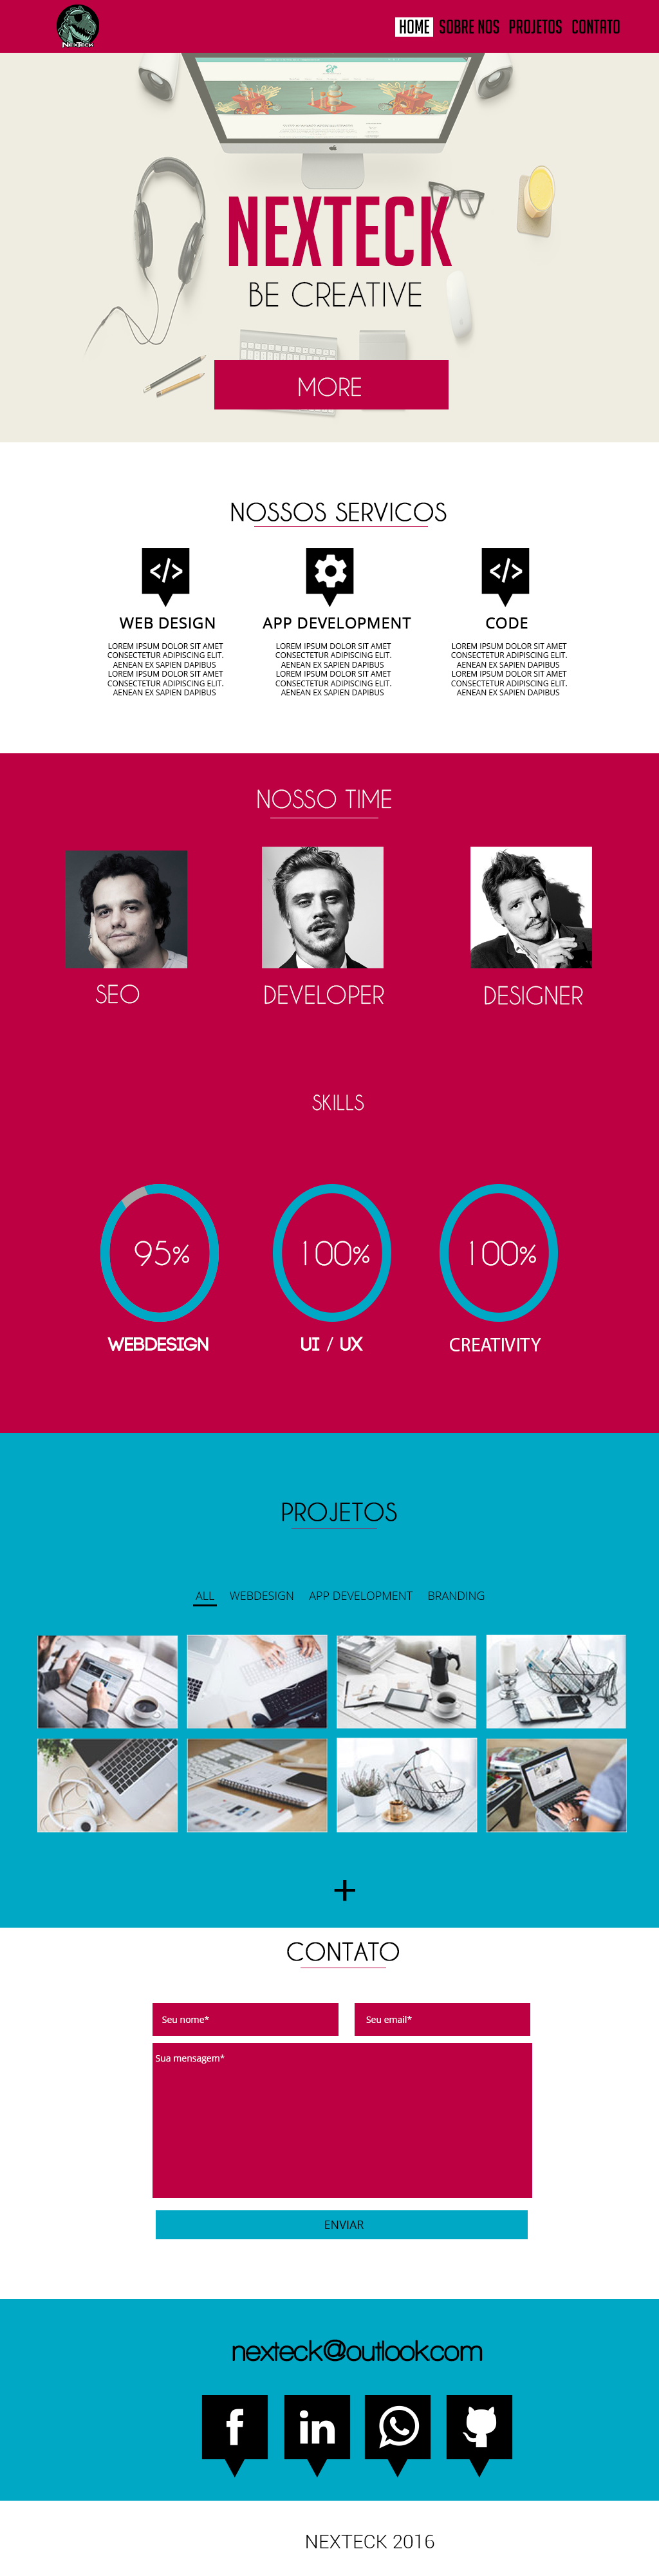 NEXTECK
HOME SOBRE NOS PROJETOS CONTATO
NEXTECK
BE CREATIVE
MORE
NOSSOS SERVICOS
WEB DESIGN
LOREM IPSUM DOLOR SIT AMET
CONSECTETUR ADIPISCING ELIT.
AENEAN EX SAPIEN DAPIBUS
LOREM IPSUM DOLOR SIT AMET
CONSECTETUR ADIPISCING ELIT.
AENEAN EX SAPIEN DAPIBUS
APP DEVELOPMENT
LOREM IPSUM DOLOR SIT AMET
CONSECTETUR ADIPISCING ELIT.
AENEAN EX SAPIEN DAPIBUS
LOREM IPSUM DOLOR SIT AMET
CONSECTETUR ADIPISCING ELIT.
AENEAN EX SAPIEN DAPIBUS
CODE
LOREM IPSUM DOLOR SIT AMET
CONSECTETUR ADIPISCING ELIT.
AENEAN EX SAPIEN DAPIBUS
LOREM IPSUM DOLOR SIT AMET
CONSECTETUR ADIPISCING ELIT.
AENEAN EX SAPIEN DAPIBUS
NOSSO TIME
SEO
DEVELOPER
DESIGNER
SKILLS
95%
WEBDESIGN
100%
UI / UX
100%
CREATIVITY
PROJETOS
ALL WEBDESIGN APP DEVELOPMENT BRANDING
+
CONTATO
Seu nome*
Seu email*
Sua mensagem*
ENVIAR
nexteck@outlook.com
NEXTECK 2016